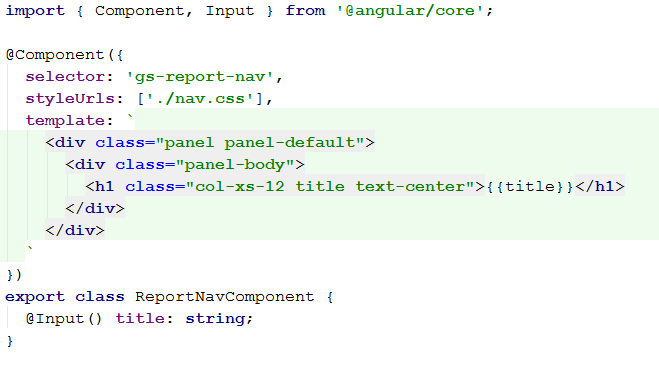 import { Component, Input } from '@angular/core';
@Component({
selector: 'gs-report-nav',
styleUrls: ['./nav.css'],
template: `
<div class="panel panel-default">
<div class="panel-body">
<h1 class="col-xs-12 title text-center">{{title}}</h1>
</div>
</div>
`
})
export class ReportNavComponent {
@Input() title: string;
}